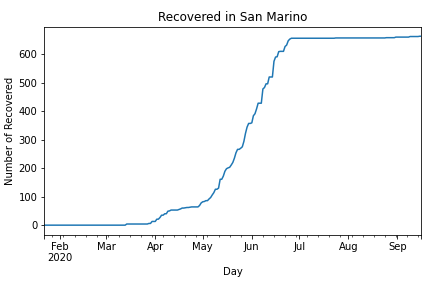 Recovered in San Marino
Number of Recovered
600
500
400
300
200
100
0
Feb Mar Apr May Jun Jul Aug Sep
2020
Day